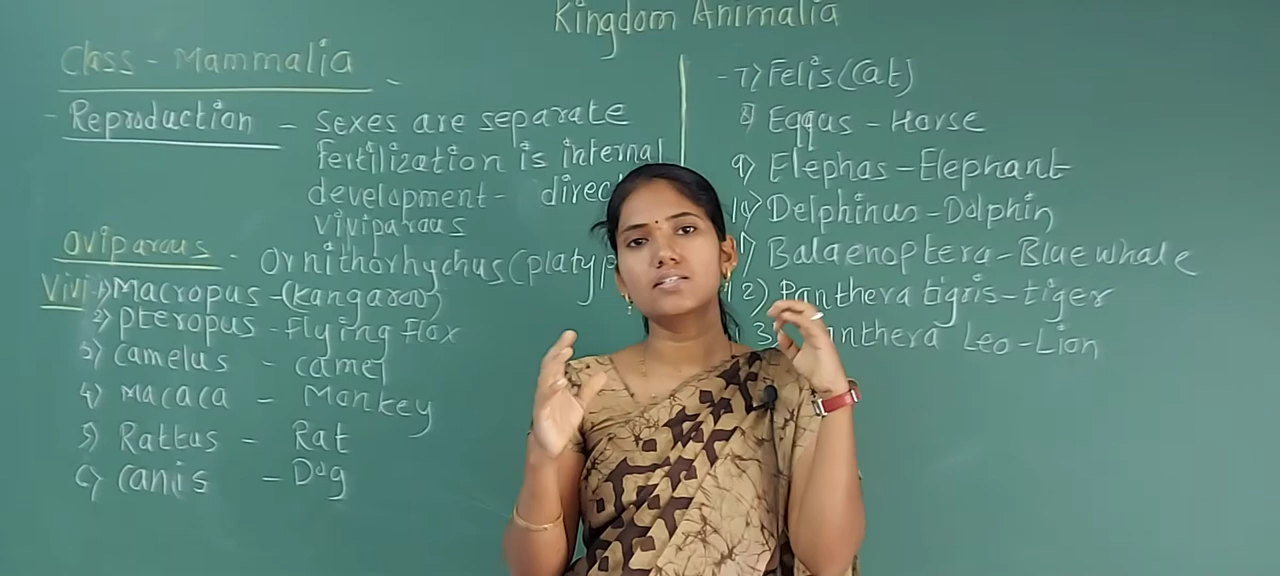 Kingdom Animalia
Class - Mammalia
- Reproduction - sexes are separate
fertilization is internal
development - direc
viviparous
Oviparous - Ornithorhychus (platyp
Vivi 1) Macropus - (Kangaroo)
2) Pteropus - flying flox
3) Camelus - camel
4) Macaca - Monkey
5) Rattus - Rat
6) Canis - Dog
- 7) Felis (Cat)
8) Eqqus - Horse
9) Elephas - Elephant
10) Delphinus - Dolphin
1) Balaenoptera - Blue whale
12) Panthera tigris - tiger
13) anthera Leo - Lion